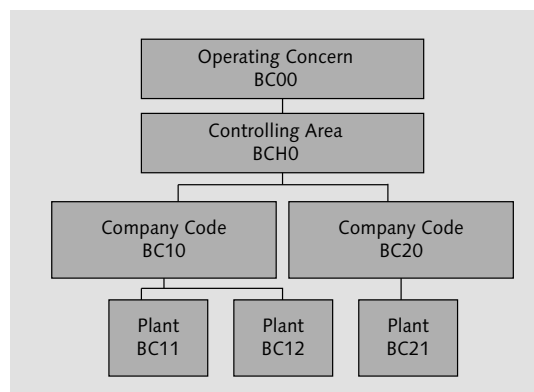 Operating Concern
BC00
Controlling Area
BCH0
Company Code
BC10
Company Code
BC20
Plant
BC11
Plant
BC12
Plant
BC21